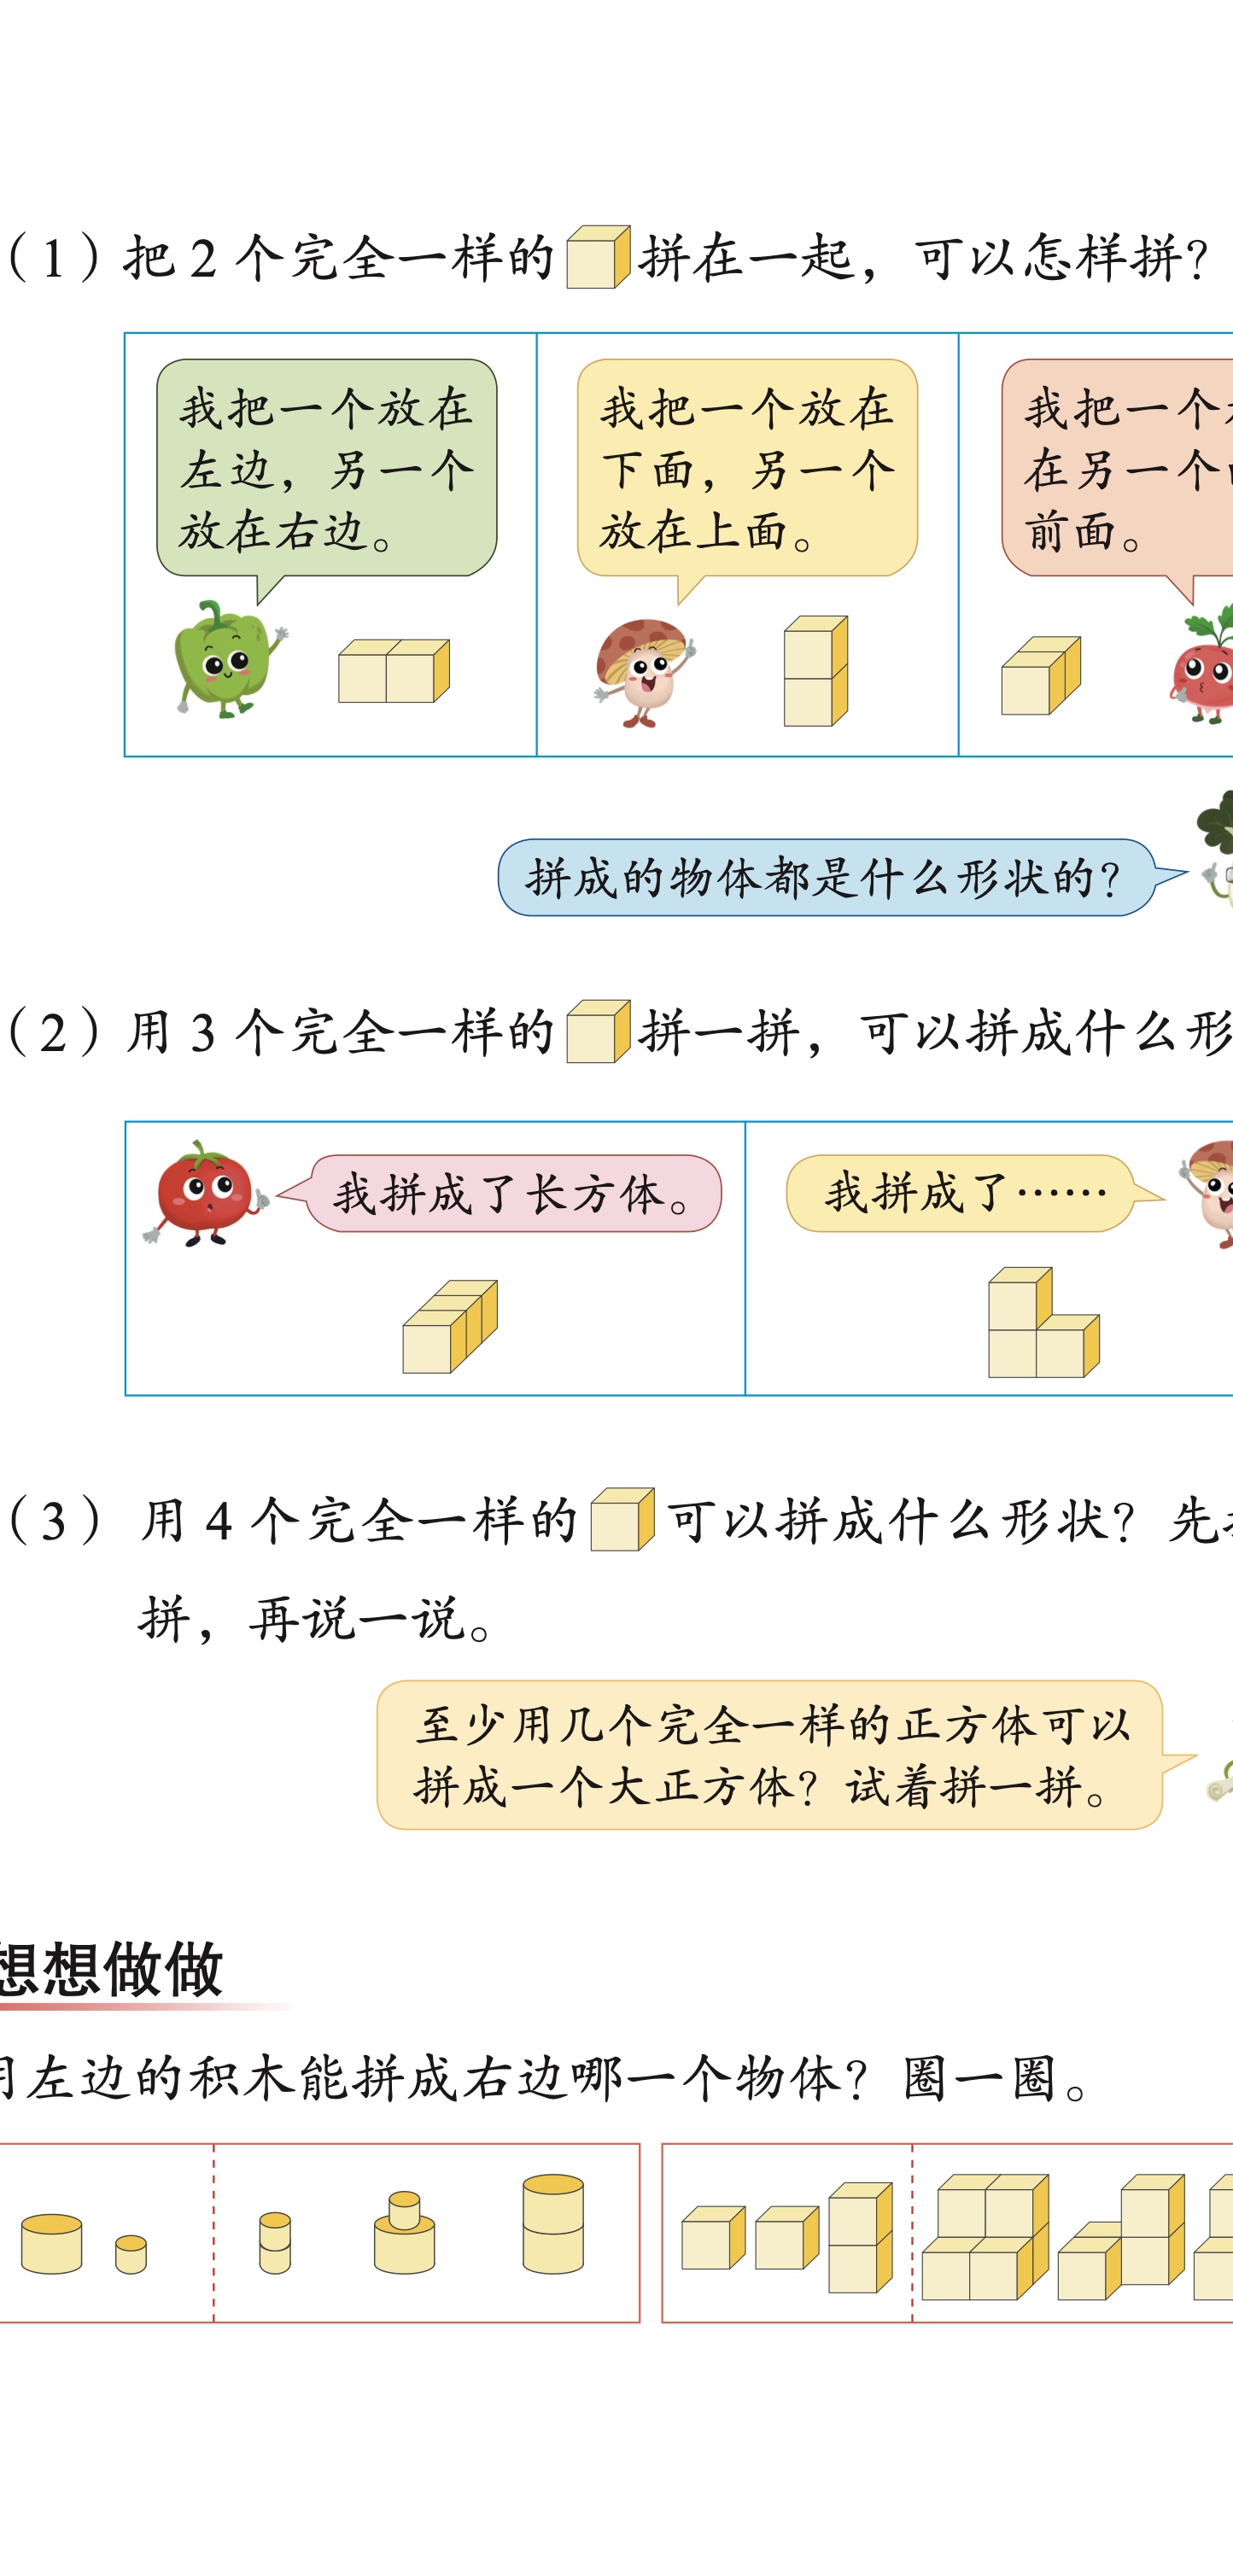 （1）把2个完全一样的 拼在一起，可以怎样拼？
我把一个放在
左边，另一个
放在右边。
我把一个放在
下面，另一个
放在上面。
我把一个
在另一个
前面。
拼成的物体都是什么形状的？
（2）用3个完全一样的 拼一拼，可以拼成什么形
我拼成了长方体。
我拼成了……
（3） 用4个完全一样的 可以拼成什么形状？先
拼，再说一说。
至少用几个完全一样的正方体可以
拼成一个大正方体？试着拼一拼。
想想做做
左边的积木能拼成右边哪一个物体？圈一圈。